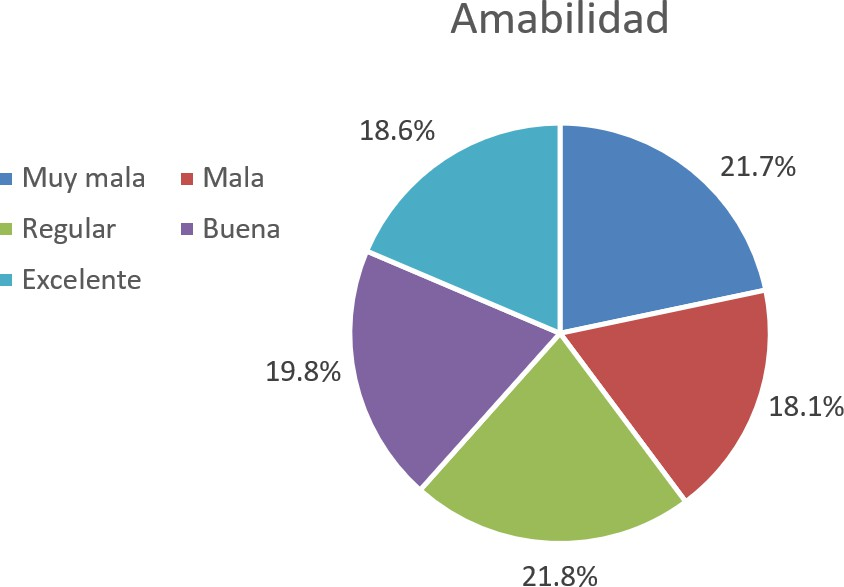 Amabilidad
Muy mala
Mala
Regular
Buena
Excelente
18.6%
21.7%
19.8%
18.1%
21.8%